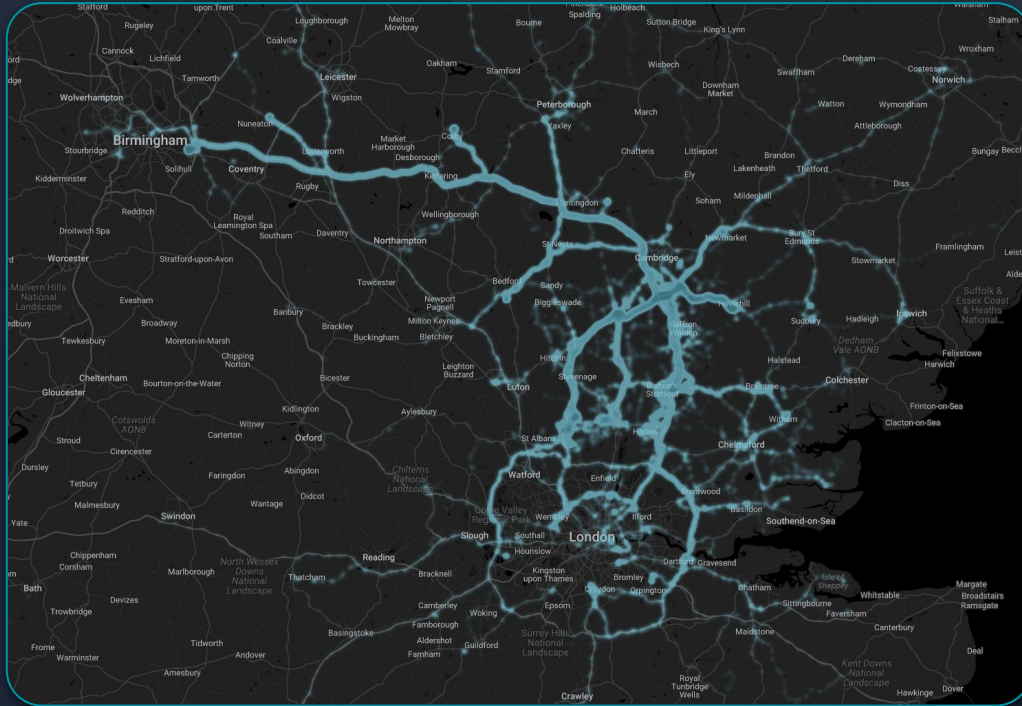 Stafford
upon Trent
Loughborough
Melton
Mowbray
Bourne
Spalding
Holbeach
Sutton Bridge
King's Lynn
Stalham
Rugeley
Coalville
Cannock
Lichfield
Leicester
Wigston
Oakham
Stamford
Wisbech
Swaffham
Dereham
Costessey
Norwich
Wroxham
Tamworth
Wolverhampton
Peterborough
Yaxley
March
Downham
Market
Watton
Wymondham
Attleborough
Nuneaton
Birmingham
Stourbridge
Lutterworth
Market
Harborough
Desborough
Chatteris
Littleport
Brandon
Lakenheath
Thetford
Bungay
Kidderminster
Solihull
Coventry
Rugby
Kettering
Ely
Soham
Mildenhall
Diss
Redditch
Royal
Leamington Spa
Southam
Daventry
Wellingborough
Huntingdon
Droitwich Spa
Northampton
St Neots
Cambridge
Newmarket
Bury St
Edmunds
Stowmarket
Framlingham
Worcester
Stratford-upon-Avon
Towcester
Bedford
Sandy
Biggleswade
Haverhill
Malvern Hills
National
Landscape
Evesham
Broadway
Banbury
Brackley
Buckingham
Newport
Pagnell
Milton Keynes
Bletchley
Saffron
Walden
Sudbury
Hadleigh
Ipswich
Suffolk &
Essex Coast
& Heaths
National...
Tewkesbury
Moreton-in-Marsh
Chipping
Norton
Hitchin
Dedham
Vale AONB
Felixstowe
Harwich
Cheltenham
Bourton-on-the-Water
Gloucester
Bicester
Leighton
Buzzard
Luton
Stevenage
Bishop's
Stortford
Halstead
Braintree
Colchester
Cotswolds
AONB
Kidlington
Witney
Carterton
Oxford
Aylesbury
St Albans
Harlow
Witham
Chelmsford
Frinton-on-Sea
Clacton-on-Sea
Stroud
Cirencester
Dursley
Tetbury
Malmesbury
Faringdon
Abingdon
Didcot
Wantage
Chilterns
National
Landscape
Watford
Enfield
Brentwood
Basildon
Southend-on-Sea
Yate
Swindon
Colne Valley
Regional Park
Wembley
Ilford
London
Slough
Southall
Hounslow
Chippenham
Corsham
Bath
Marlborough
North Wessex
Downs
National
Landscape
Reading
Thatcham
Bracknell
Kingston
upon Thames
Bromley
Croydon
Orpington
Dartford
Gravesend
Chatham
Isle of
Sheppey
Sittingbourne
Whitstable
Faversham
Margate
Broadstairs
Ramsgate
Devizes
Trowbridge
Camberley
Farnborough
Woking
Epsom
Maidstone
Canterbury
Basingstoke
Aldershot
Farnham
Guildford
Surrey Hills
National
Landscape
Frome
Warminster
Tidworth
Andover
Amesbury
Kent Downs
National
Landscape
Deal
Dover
Hawkinge
Crawley
Royal
Tunbridge
Wells